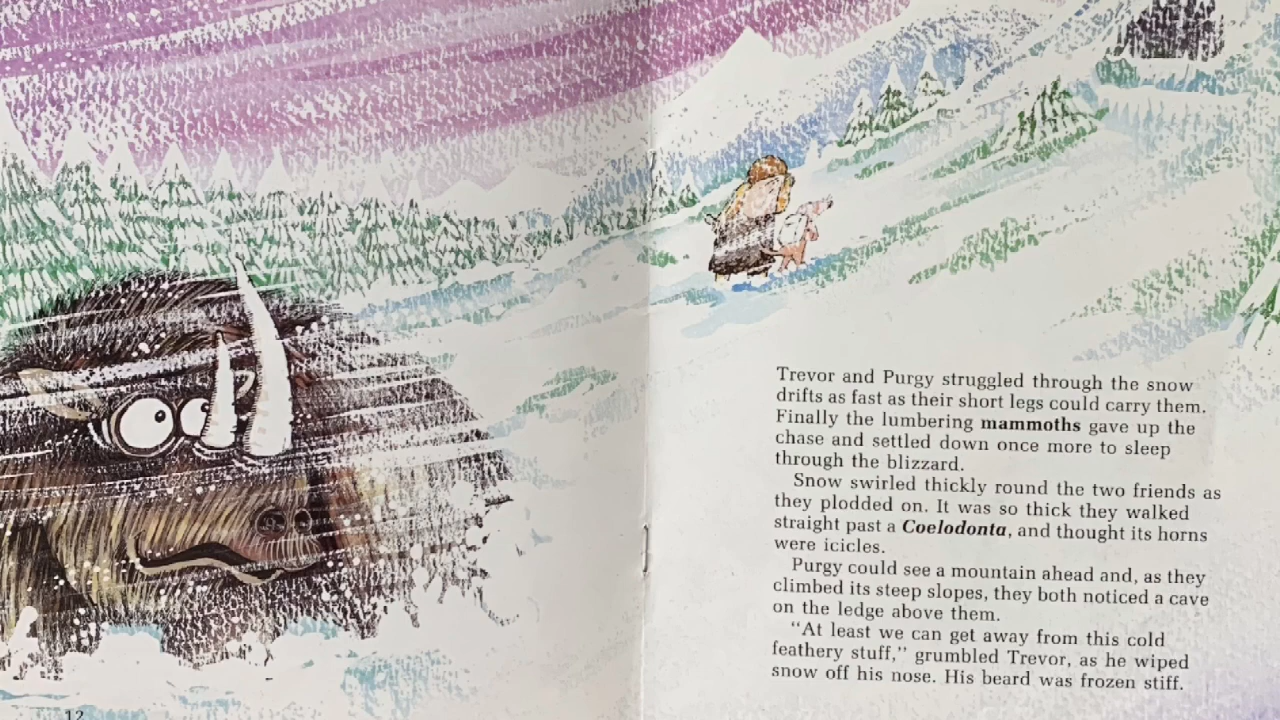 Trevor and Purgy struggled through the snow
drifts as fast as their short legs could carry them.
Finally the lumbering mammoths gave up the
chase and settled down once more to sleep
through the blizzard.
Snow swirled thickly round the two friends as
they plodded on. It was so thick they walked
straight past a Coelodonta, and thought its horns
were icicles.
Purgy could see a mountain ahead and, as they
climbed its steep slopes, they both noticed a cave
on the ledge above them.
“At least we can get away from this cold
feathery stuff,” grumbled Trevor, as he wiped
snow off his nose. His beard was frozen stiff.
12